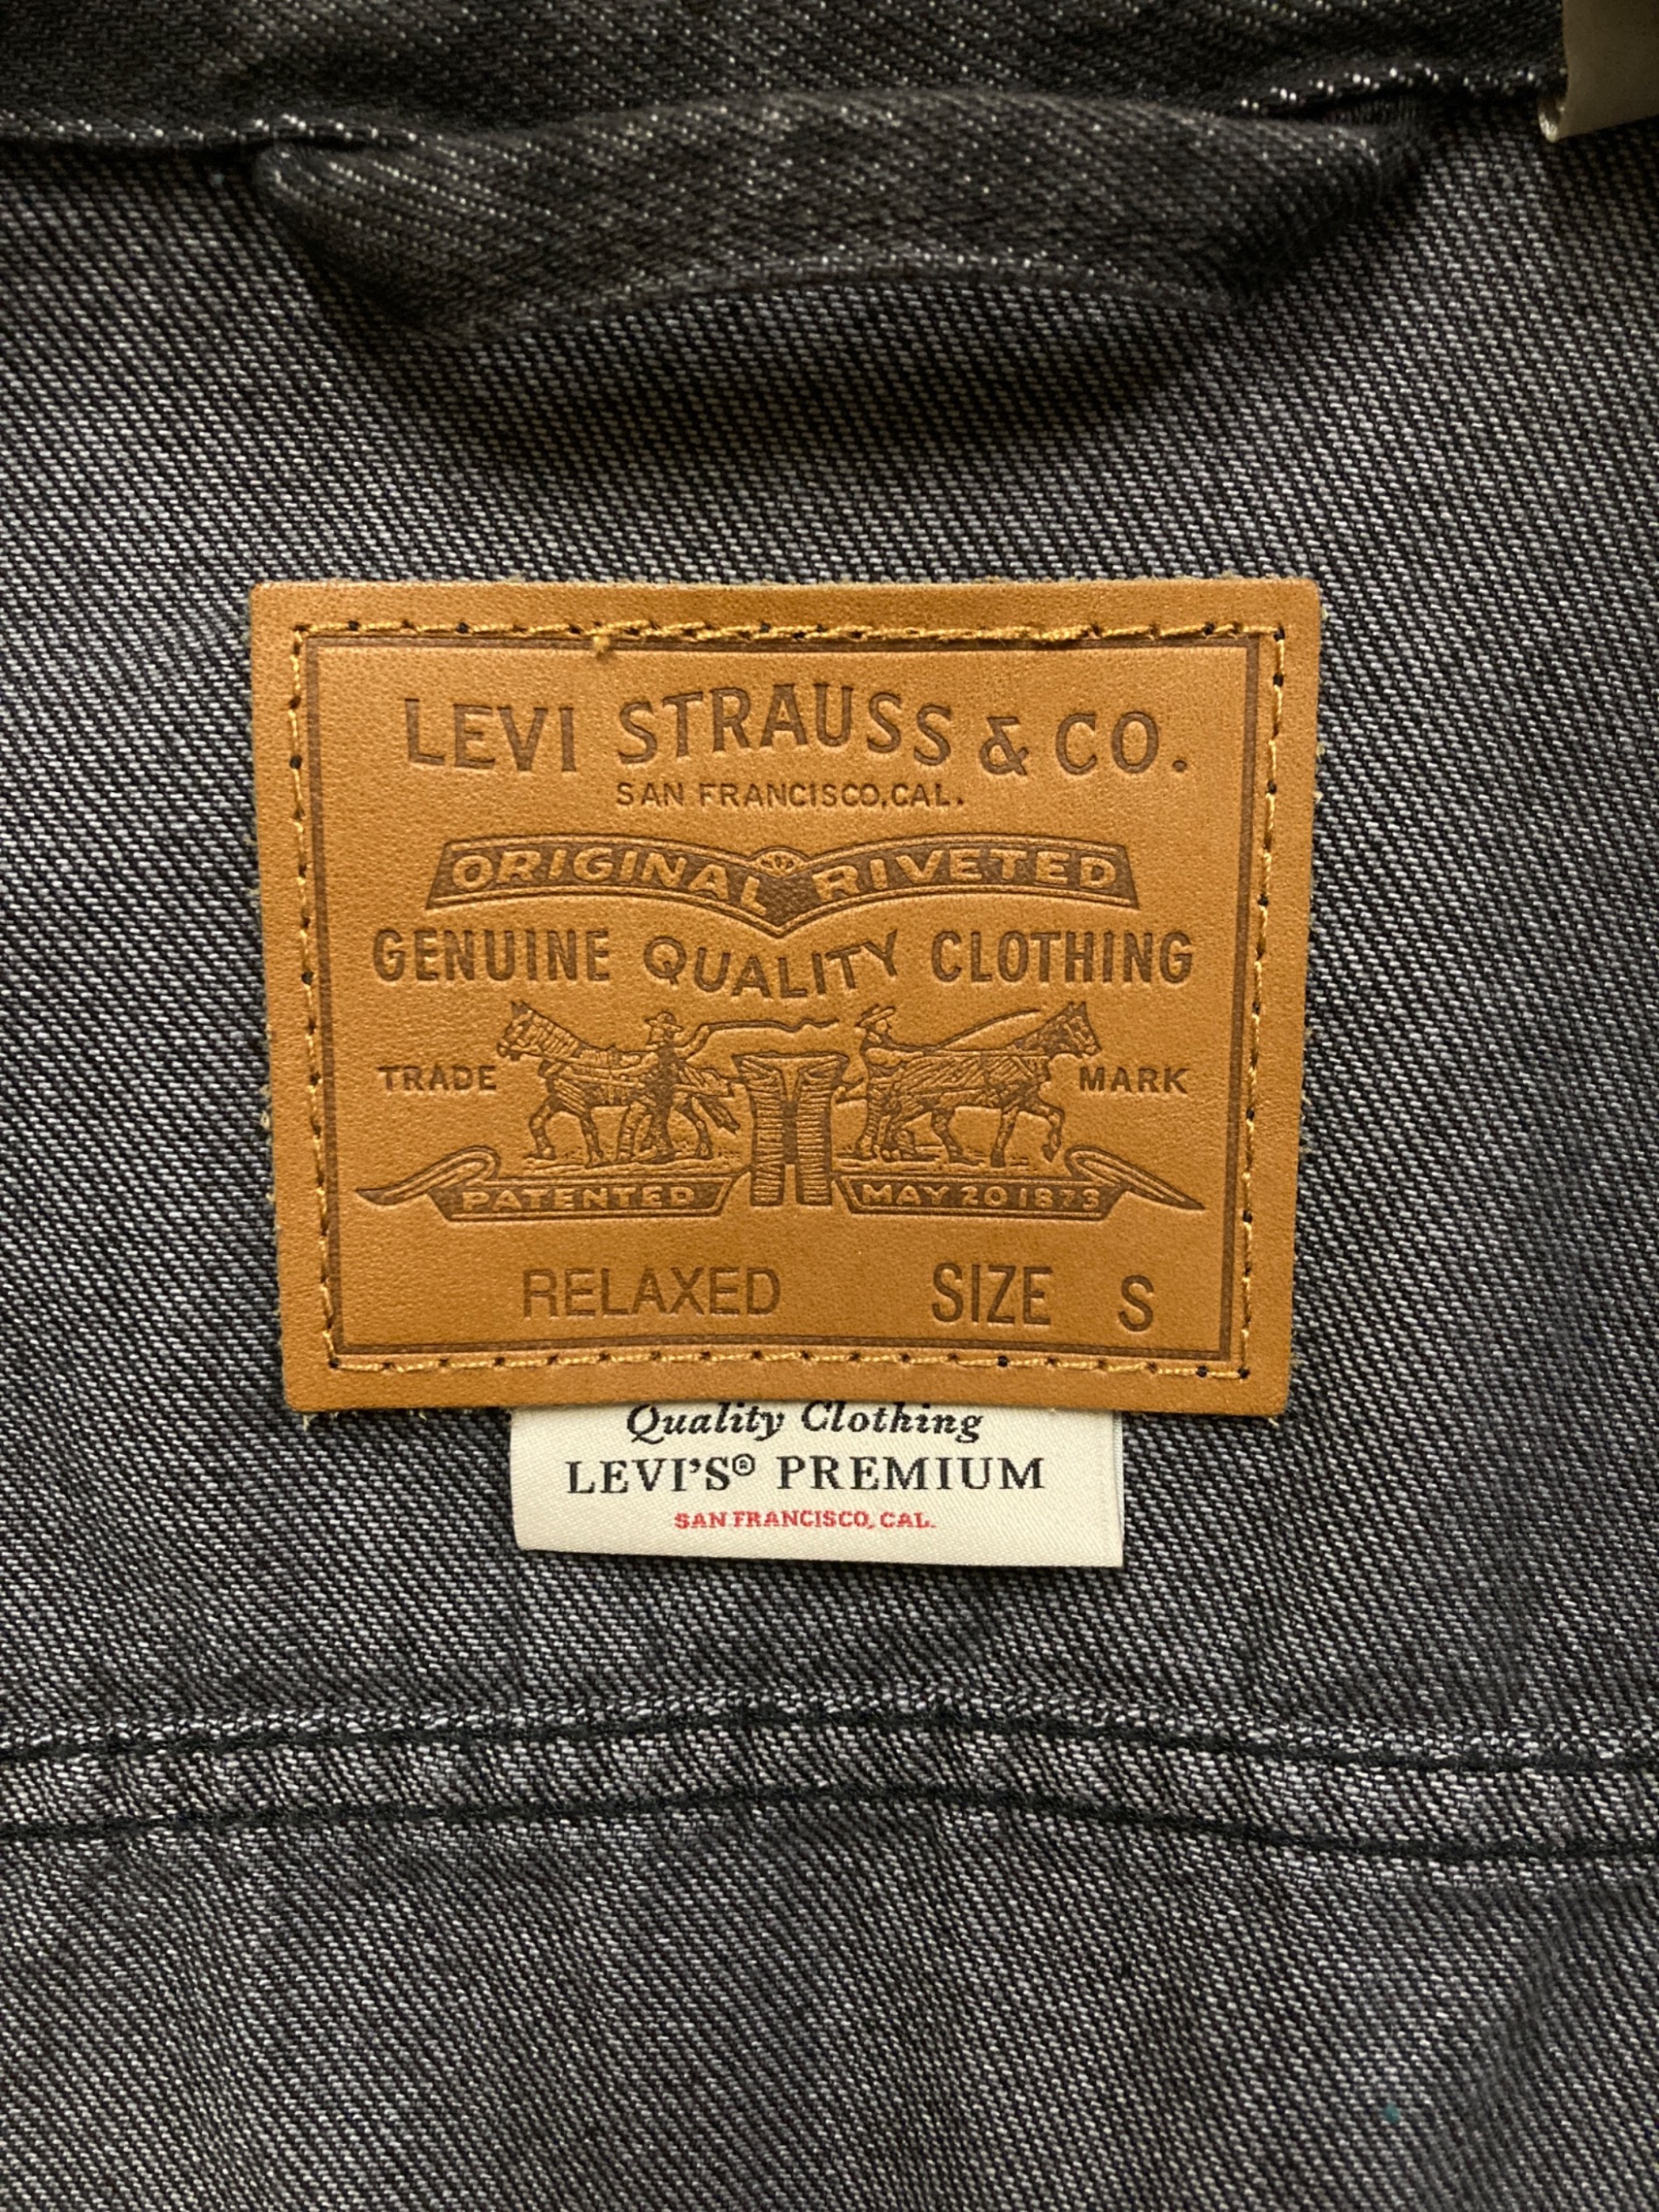 LEVI STRAUSS & CO.
SAN FRANCISCO, CAL.
ORIGINAL RIVETED
GENUINE QUALITY CLOTHING
TRADE MARK
PATENTED MAY 20 1873
RELAXED SIZE S
Quality Clothing
LEVI'S® PREMIUM
SAN FRANCISCO, CAL.